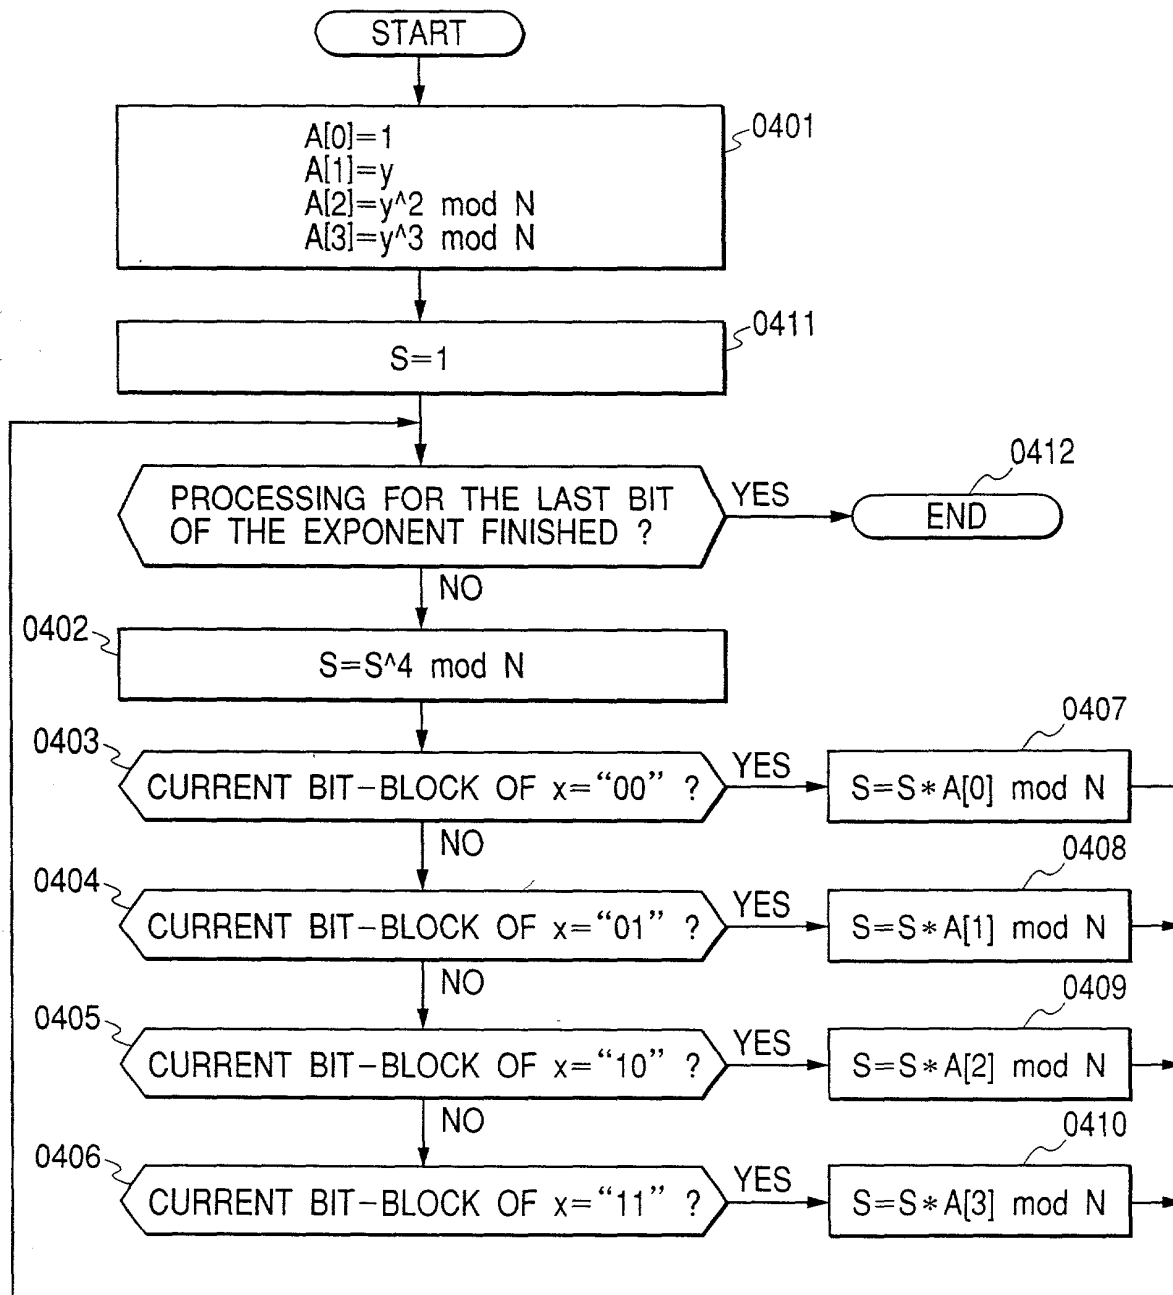 START
0401
A[0]=1
A[1]=y
A[2]=y^2 mod N
A[3]=y^3 mod N
0411
S=1
0412
PROCESSING FOR THE LAST BIT
OF THE EXPONENT FINISHED ?
YES
END
NO
0402
S=S^4 mod N
0403
CURRENT BIT-BLOCK OF x="00" ?
YES
0407
S=S*A[0] mod N
NO
0404
CURRENT BIT-BLOCK OF x="01" ?
YES
0408
S=S*A[1] mod N
NO
0405
CURRENT BIT-BLOCK OF x="10" ?
YES
0409
S=S*A[2] mod N
NO
0406
CURRENT BIT-BLOCK OF x="11" ?
YES
0410
S=S*A[3] mod N